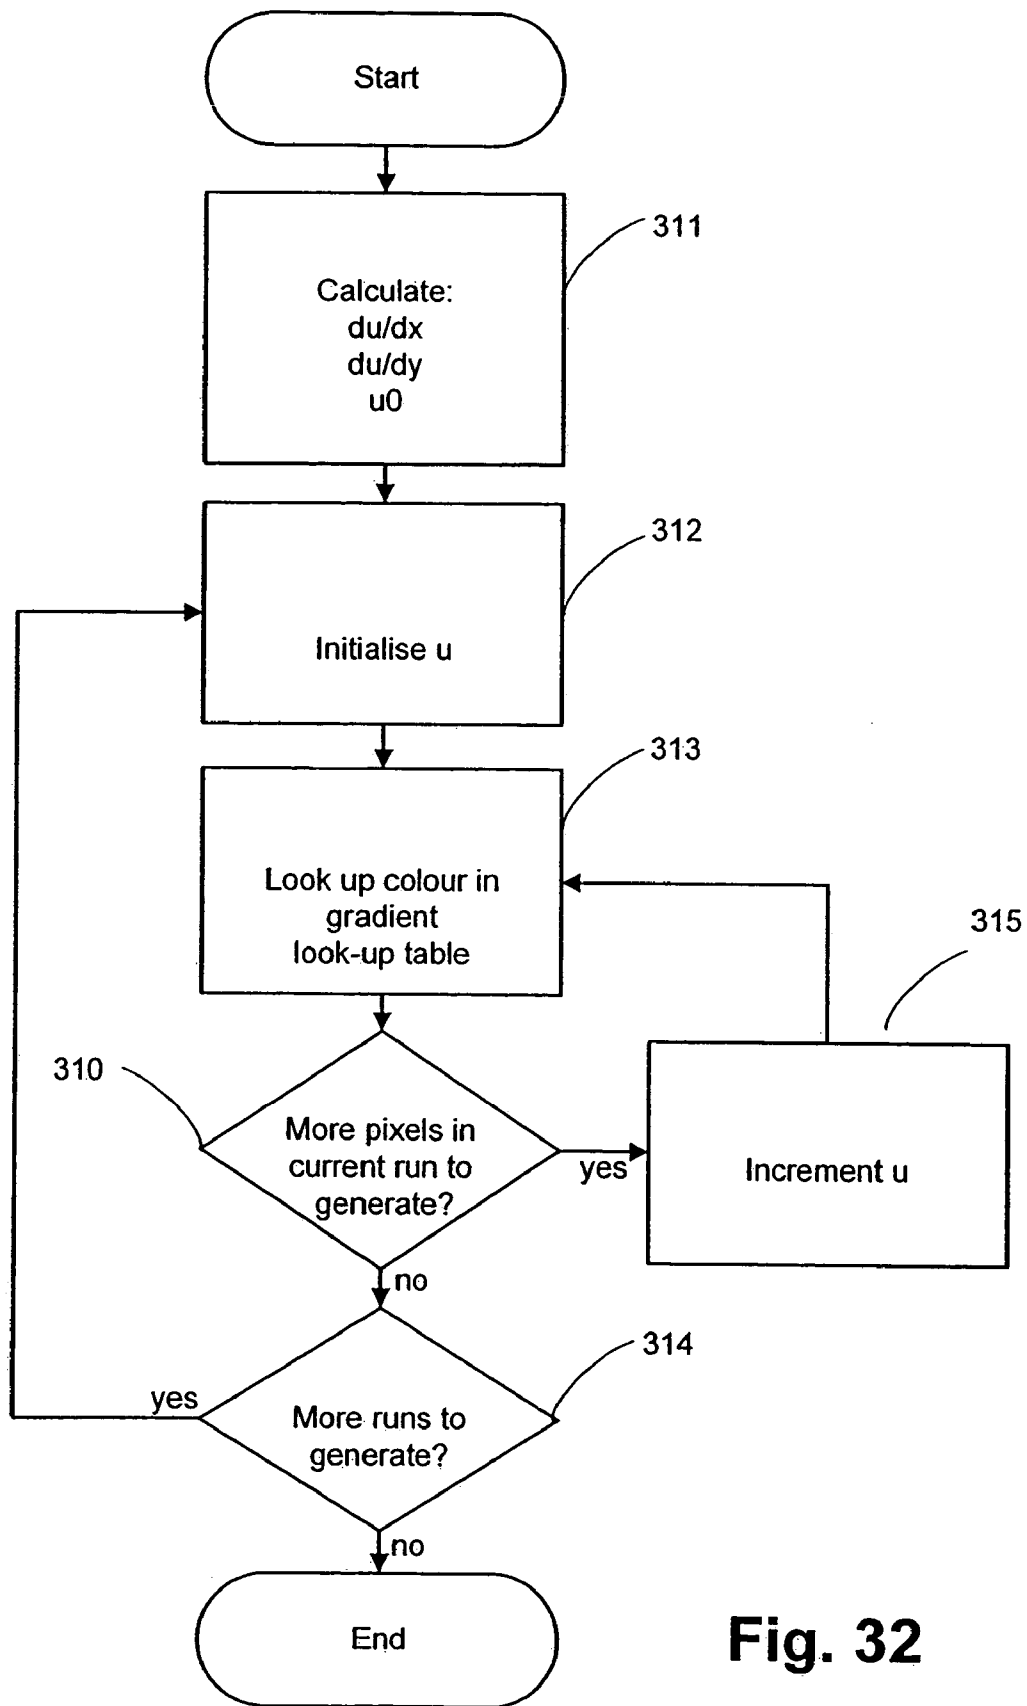 Start
311
Calculate:
du/dx
du/dy
u0
312
Initialise u
313
Look up colour in
gradient
look-up table
315
310
More pixels in
current run to
generate?
yes
Increment u
no
314
yes
More runs to
generate?
no
End
Fig. 32